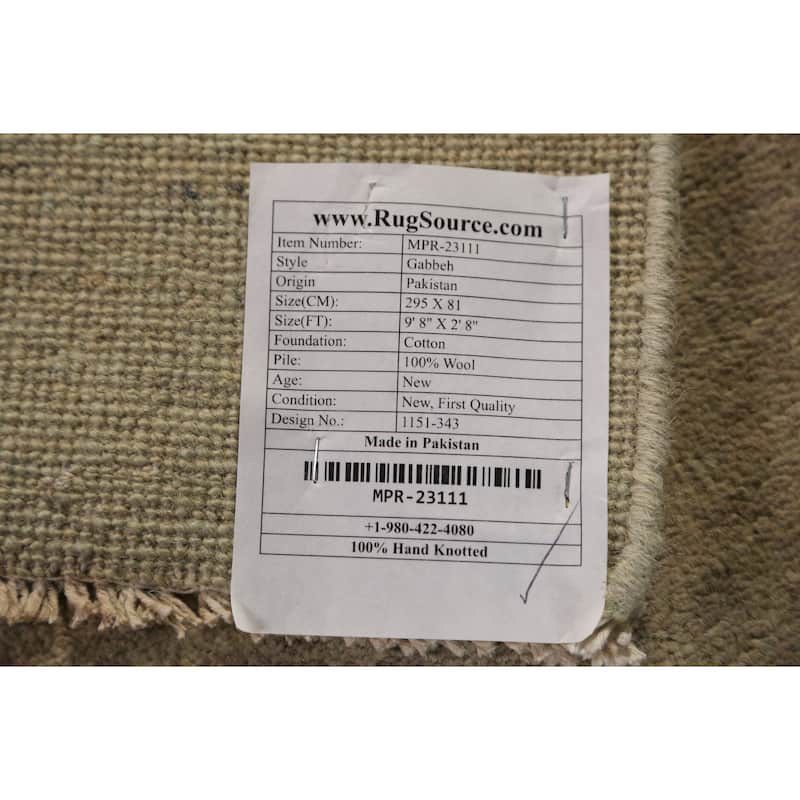 www.RugSource.com
Item Number: MPR-23111
Style Gabbeh
Origin Pakistan
Size(CM): 295 X 81
Size(FT): 9' 8" X 2' 8"
Foundation: Cotton
Pile: 100% Wool
Age: New
Condition: New, First Quality
Design No.: 1151-343
Made in Pakistan
MPR-23111
+1-980-422-4080
100% Hand Knotted